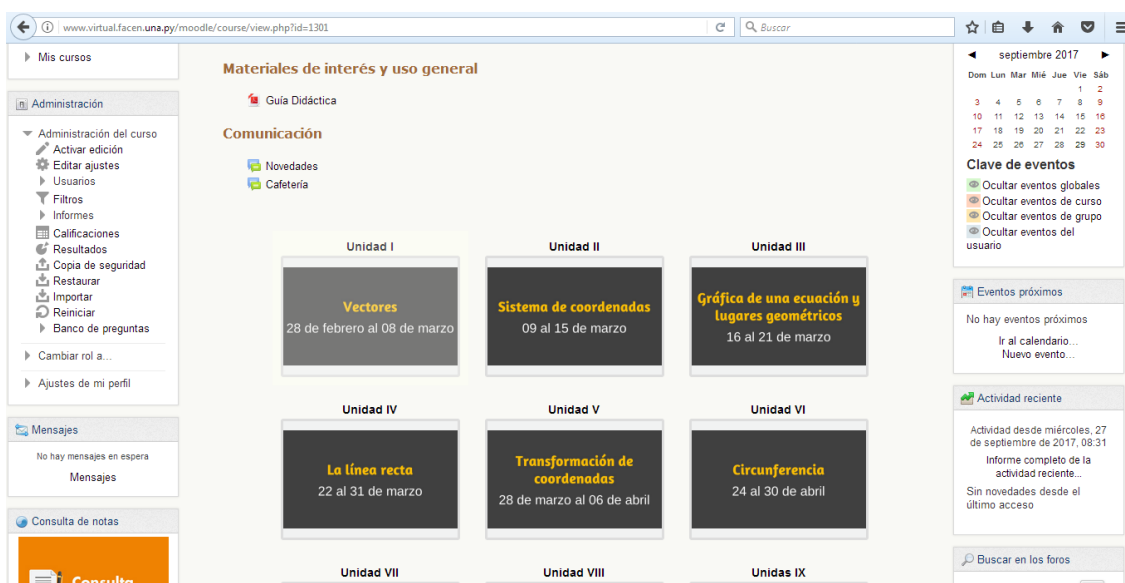 www.virtual.facen.una.py/moodle/course/view.php?id=1301
Buscar
Mis cursos
Administración
Administración del curso
Activar edición
Editar ajustes
Usuarios
Filtros
Informes
Calificaciones
Resultados
Copia de seguridad
Restaurar
Importar
Reiniciar
Banco de preguntas
Cambiar rol a...
Ajustes de mi perfil
Mensajes
No hay mensajes en espera
Mensajes
Consulta de notas
Consulta
Materiales de interés y uso general
Guía Didáctica
Comunicación
Novedades
Cafetería
Unidad I
Vectores
28 de febrero al 08 de marzo
Unidad II
Sistema de coordenadas
09 al 15 de marzo
Unidad III
Gráfica de una ecuación y
lugares geométricos
16 al 21 de marzo
Unidad IV
La línea recta
22 al 31 de marzo
Unidad V
Transformación de
coordenadas
28 de marzo al 06 de abril
Unidad VI
Circunferencia
24 al 30 de abril
Unidad VII
Unidad VIII
Unidas IX
septiembre 2017
Dom Lun Mar Mié Jue Vie Sáb
1 2
3 4 5 6 7 8 9
10 11 12 13 14 15 16
17 18 19 20 21 22 23
24 25 26 27 28 29 30
Clave de eventos
Ocultar eventos globales
Ocultar eventos de curso
Ocultar eventos de grupo
Ocultar eventos del
usuario
Eventos próximos
No hay eventos próximos
Ir al calendario...
Nuevo evento...
Actividad reciente
Actividad desde miércoles, 27
de septiembre de 2017, 08:31
Informe completo de la
actividad reciente...
Sin novedades desde el
último acceso
Buscar en los foros